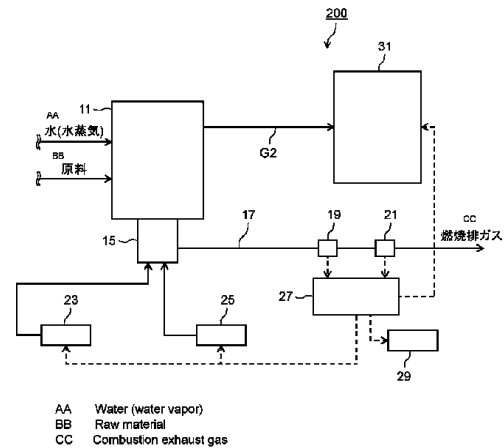 200
31
11
AA
水(水蒸気)
BB
原料
G2
15
17
19
21
CC
燃焼排ガス
23
25
27
29
AA Water (water vapor)
BB Raw material
CC Combustion exhaust gas